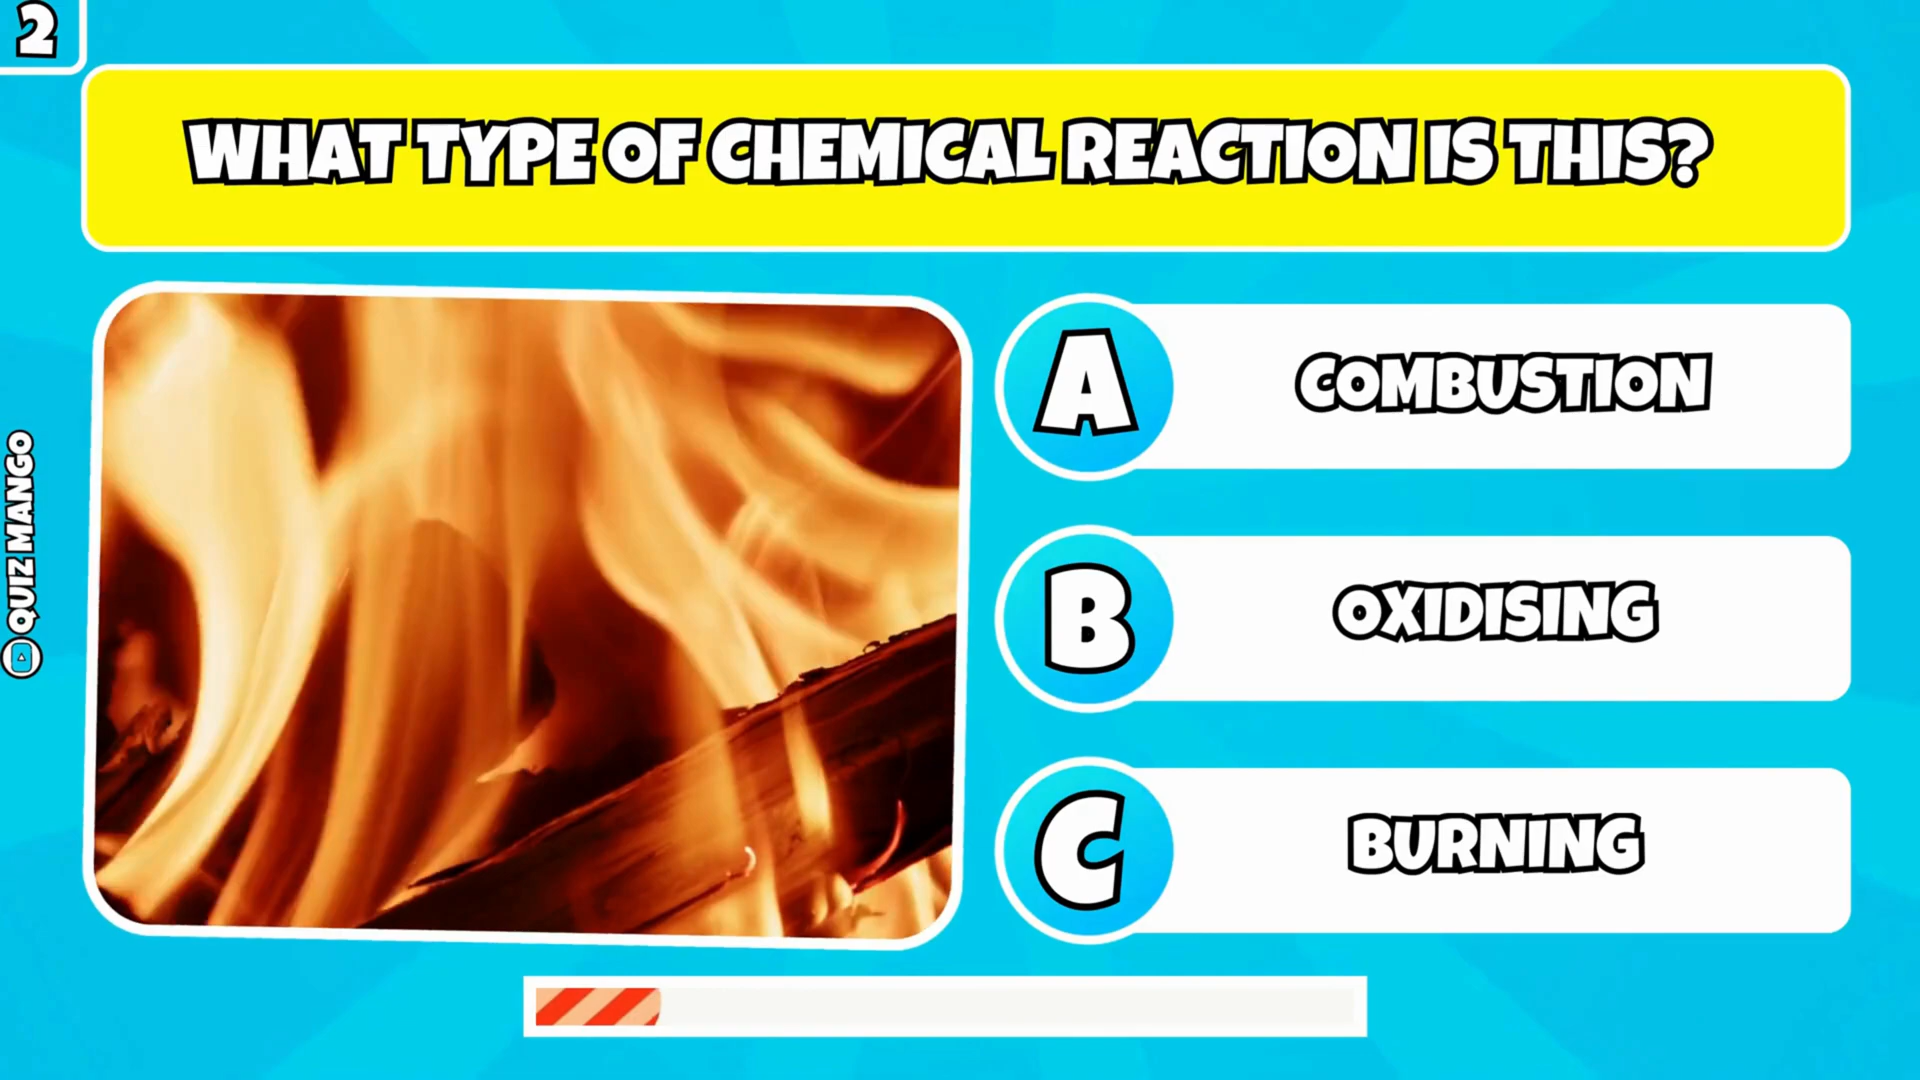 2
WHAT TYPE OF CHEMICAL REACTION IS THIS?
A
COMBUSTION
B
OXIDISING
C
BURNING
QUIZ MANGO